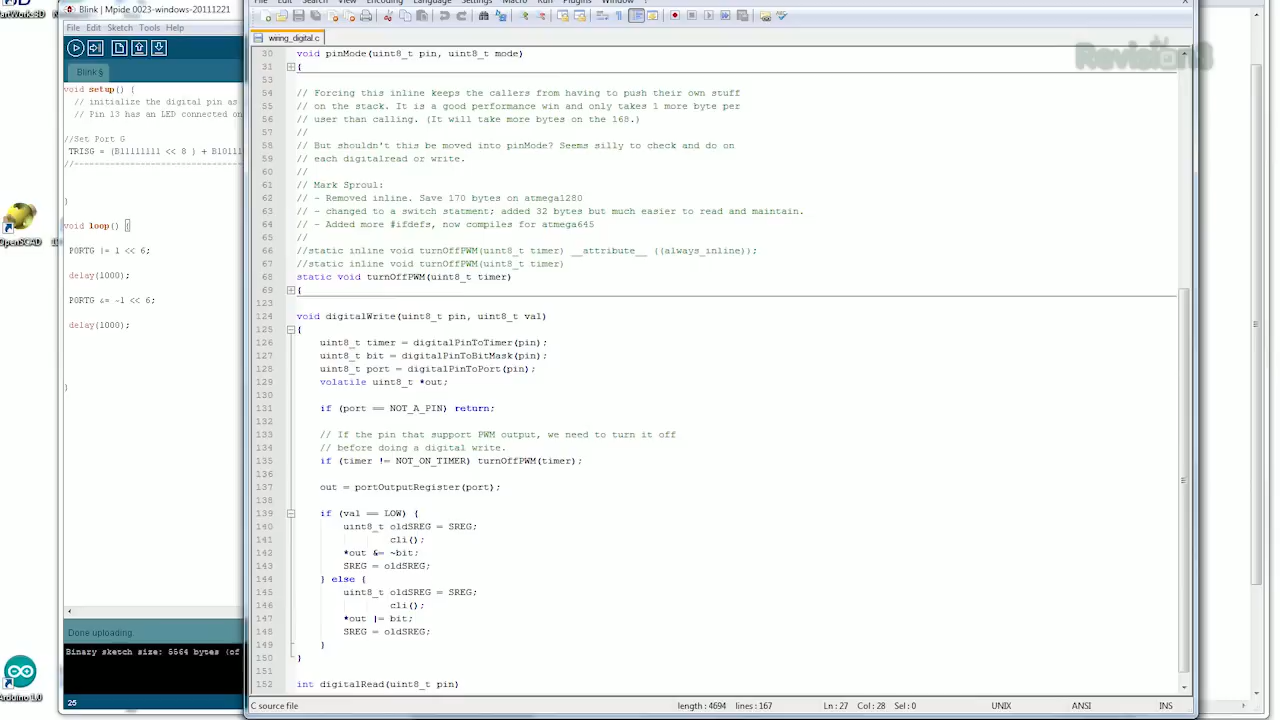 Blink | Mpide 0023-windows-20111221
File Edit Sketch Tools Help
Blink §
void setup() {
// initialize the digital pin as
// Pin 13 has an LED connected on
//Set Port G
TRISG = (B11111111 << 8 ) + B1011
//
}
void loop() {
PORTG |= 1 << 6;
delay(1000);
PORTG &= ~1 << 6;
delay(1000);
}
Done uploading.
Binary sketch size: 5564 bytes (of
25
OpenSCAD
Arduino 1.0
File Edit Search View Encoding Language Settings Macro Run Plugins Window
wiring_digital.c
Revision3
30 void pinMode(uint8_t pin, uint8_t mode)
31 {
53
54 // Forcing this inline keeps the callers from having to push their own stuff
55 // on the stack. It is a good performance win and only takes 1 more byte per
56 // user than calling. (It will take more bytes on the 168.)
57 //
58 // But shouldn't this be moved into pinMode? Seems silly to check and do on
59 // each digitalread or write.
60 //
61 // Mark Sproul:
62 // - Removed inline. Save 170 bytes on atmega1280
63 // - changed to a switch statment; added 32 bytes but much easier to read and maintain.
64 // - Added more #ifdefs, now compiles for atmega645
65 //
66 //static inline void turnOffPWM(uint8_t timer) __attribute__ ((always_inline));
67 //static inline void turnOffPWM(uint8_t timer)
68 static void turnOffPWM(uint8_t timer)
69 {
123
124 void digitalWrite(uint8_t pin, uint8_t val)
125 {
126 uint8_t timer = digitalPinToTimer(pin);
127 uint8_t bit = digitalPinToBitMask(pin);
128 uint8_t port = digitalPinToPort(pin);
129 volatile uint8_t *out;
130
131 if (port == NOT_A_PIN) return;
132
133 // If the pin that support PWM output, we need to turn it off
134 // before doing a digital write.
135 if (timer != NOT_ON_TIMER) turnOffPWM(timer);
136
137 out = portOutputRegister(port);
138
139 if (val == LOW) {
140 uint8_t oldSREG = SREG;
141 cli();
142 *out &= ~bit;
143 SREG = oldSREG;
144 } else {
145 uint8_t oldSREG = SREG;
146 cli();
147 *out |= bit;
148 SREG = oldSREG;
149 }
150 }
151
152 int digitalRead(uint8_t pin)
C source file length : 4694 lines : 167 Ln : 27 Col : 28 Sel : 0 UNIX ANSI INS